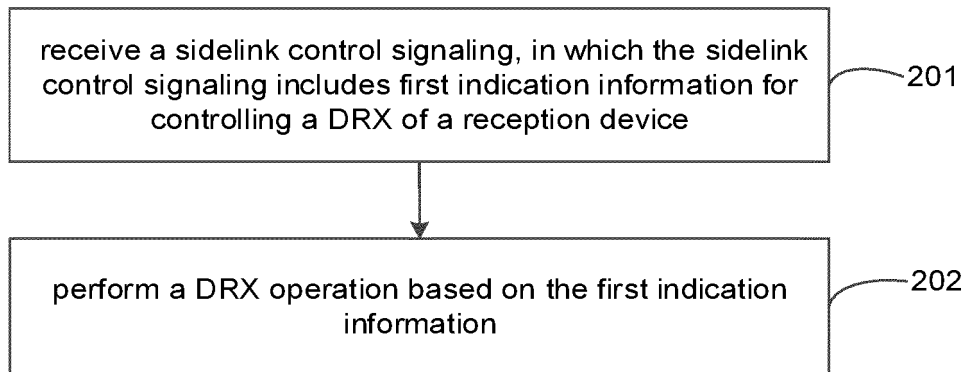 receive a sidelink control signaling, in which the sidelink
control signaling includes first indication information for
controlling a DRX of a reception device
201
perform a DRX operation based on the first indication
information
202